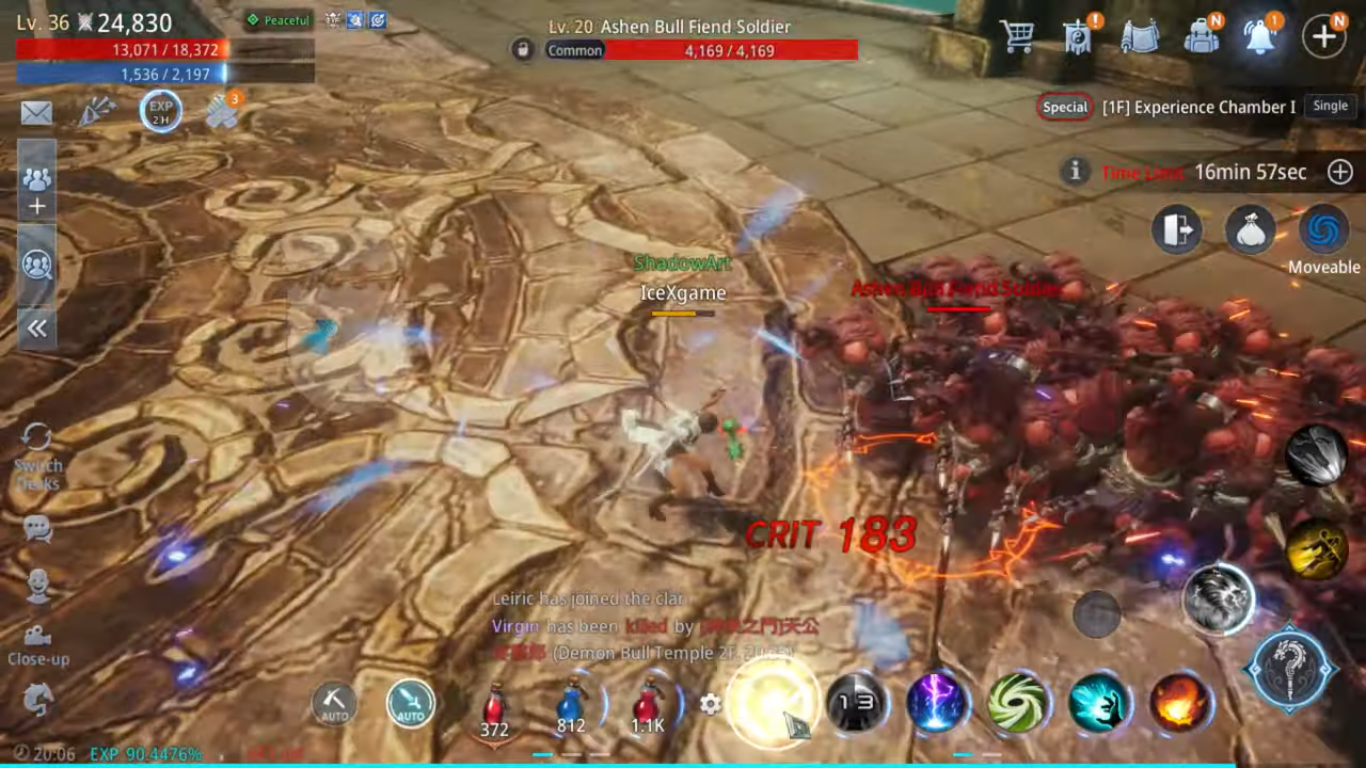 Lv. 36 24,830
Peaceful
13,071 / 18,372
1,536 / 2,197
EXP
2 H
3
Lv. 20 Ashen Bull Fiend Soldier
Common
4,169 / 4,169
!
N
1
N
Special [1F] Experience Chamber I Single
Time Limit 16min 57sec
Moveable
ShadowArt
IceXgame
Ashen Bull Fiend Soldier
CRIT 183
Switch
Decks
Close-up
Leiric has joined the clan
Virgin has been killed by
(Demon Bull Temple 2F,
AUTO
AUTO
372
812
1.1K
13
20:06 EXP 90.4476%